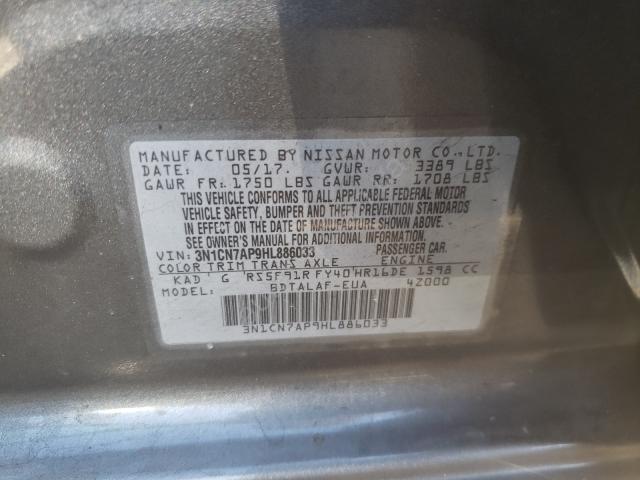 MANUFACTURED BY NISSAN MOTOR CO.,LTD.
DATE: 05/17. GVWR: 3389 LBS
GAWR FR: 1750 LBS GAWR RR: 1708 LBS
THIS VEHICLE CONFORMS TO ALL APPLICABLE FEDERAL MOTOR
VEHICLE SAFETY, BUMPER AND THEFT PREVENTION STANDARDS
IN EFFECT ON THE DATE OF MANUFACTURE SHOWN ABOVE.
SEE OWNER'S MANUAL FOR ADDITIONAL INFORMATION.
VIN: 3N1CN7AP9HL886033 PASSENGER CAR.
COLOR TRIM TRANS AXLE ENGINE
KAD G RS5F91R FY40 HR16DE 1598 CC
MODEL: BDTALAF-EUA 4Z000
3N1CN7AP9HL886033